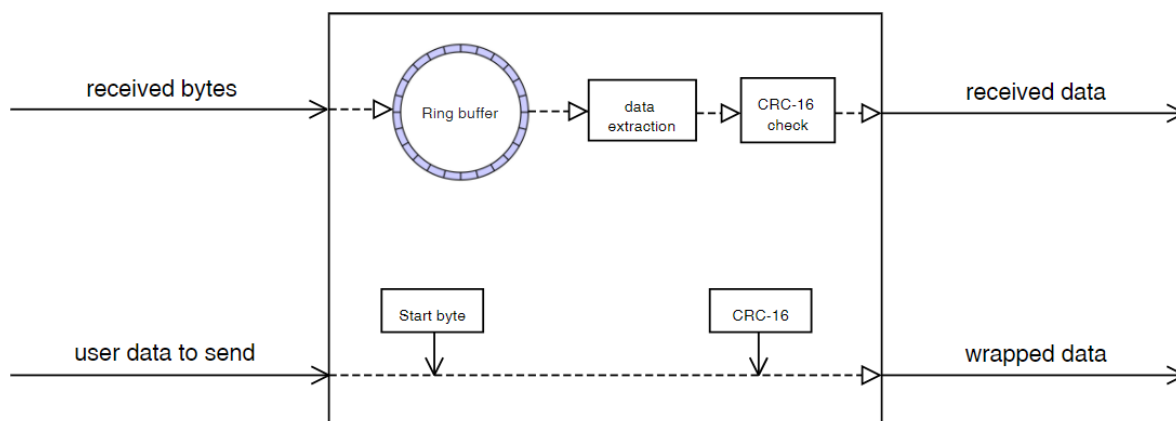 received bytes
Ring buffer
data
extraction
CRC-16
check
received data
Start byte
CRC-16
user data to send
wrapped data